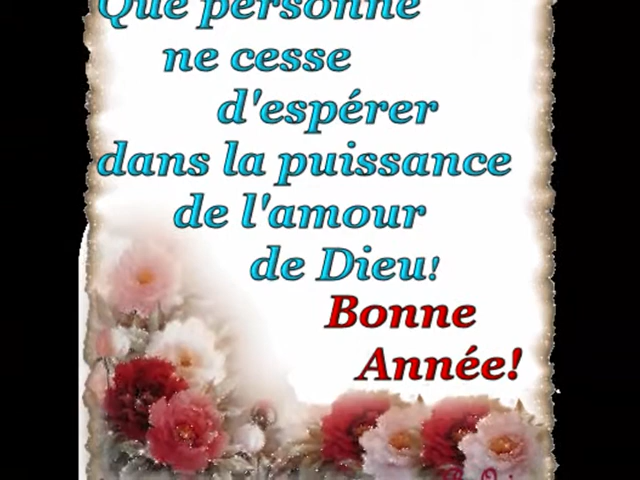 Que personne
ne cesse
d'espérer
dans la puissance
de l'amour
de Dieu!
Bonne
Année!